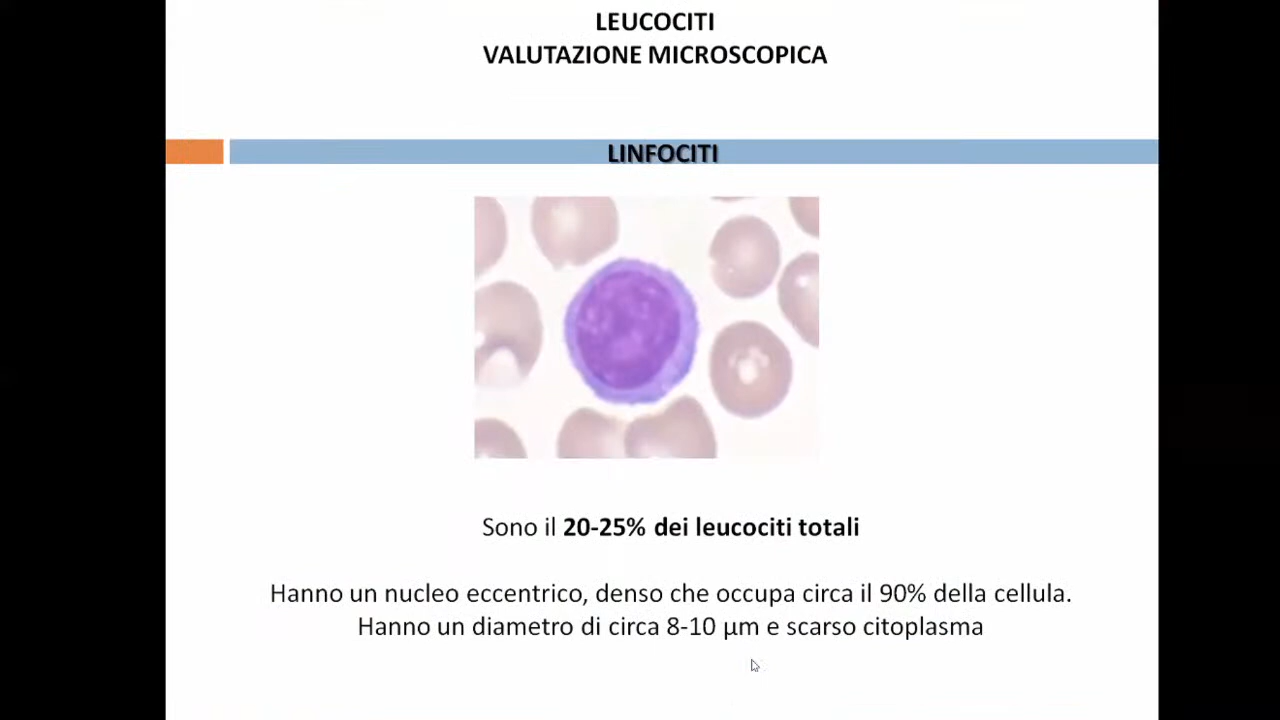 LEUCOCITI
VALUTAZIONE MICROSCOPICA
LINFOCITI
Sono il 20-25% dei leucociti totali
Hanno un nucleo eccentrico, denso che occupa circa il 90% della cellula.
Hanno un diametro di circa 8-10 µm e scarso citoplasma